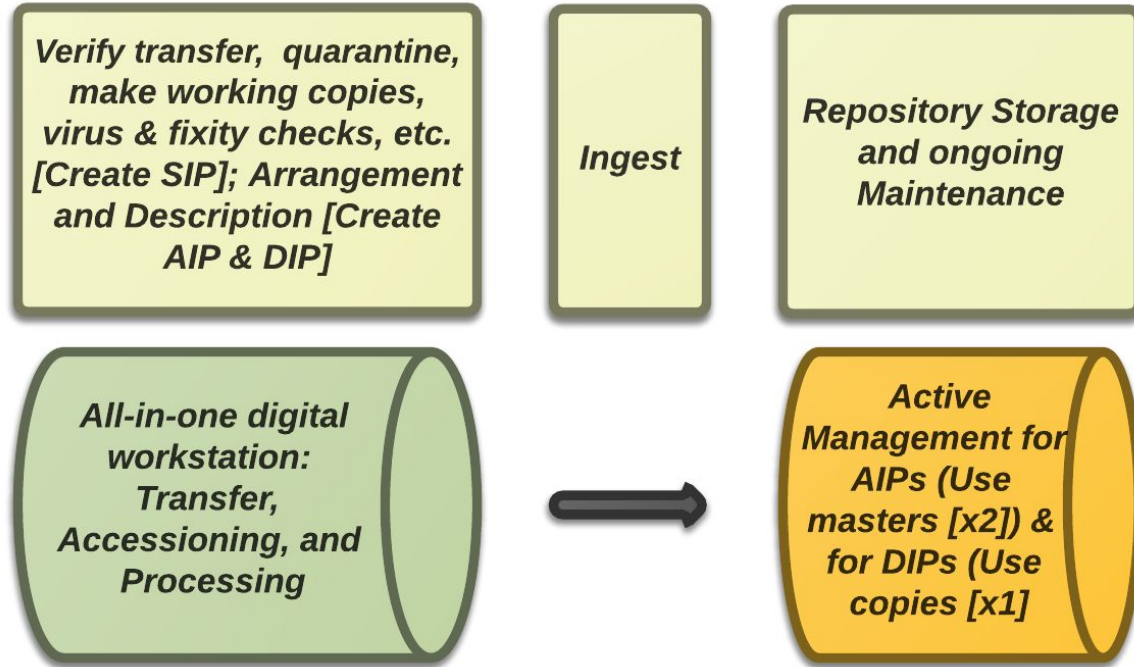 Verify transfer, quarantine,
make working copies,
virus & fixity checks, etc.
[Create SIP]; Arrangement
and Description [Create
AIP & DIP]
Ingest
Repository Storage
and ongoing
Maintenance
All-in-one digital
workstation:
Transfer,
Accessioning, and
Processing
Active
Management for
AIPs (Use
masters [x2]) &
for DIPs (Use
copies [x1]